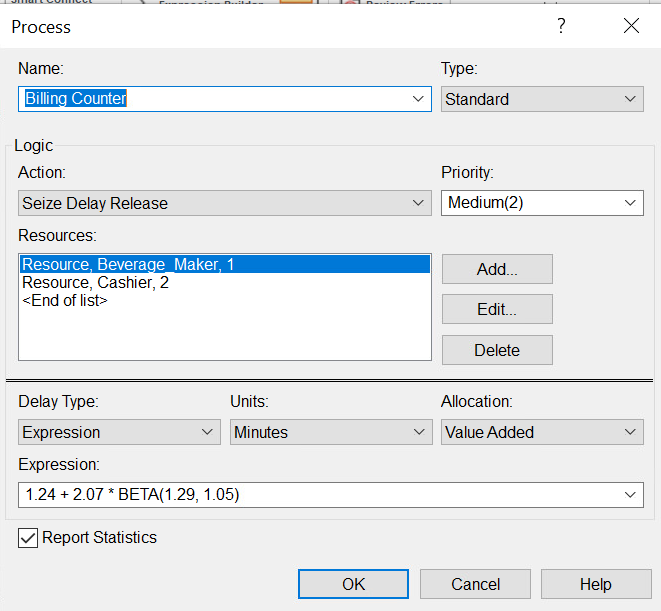 Process
?
Name:
Type:
Billing Counter
Standard
Logic
Action:
Priority:
Seize Delay Release
Medium(2)
Resources:
Resource, Beverage_Maker, 1
Resource, Cashier, 2
<End of list>
Add...
Edit...
Delete
Delay Type:
Units:
Allocation:
Expression
Minutes
Value Added
Expression:
1.24 + 2.07 * BETA(1.29, 1.05)
Report Statistics
OK
Cancel
Help